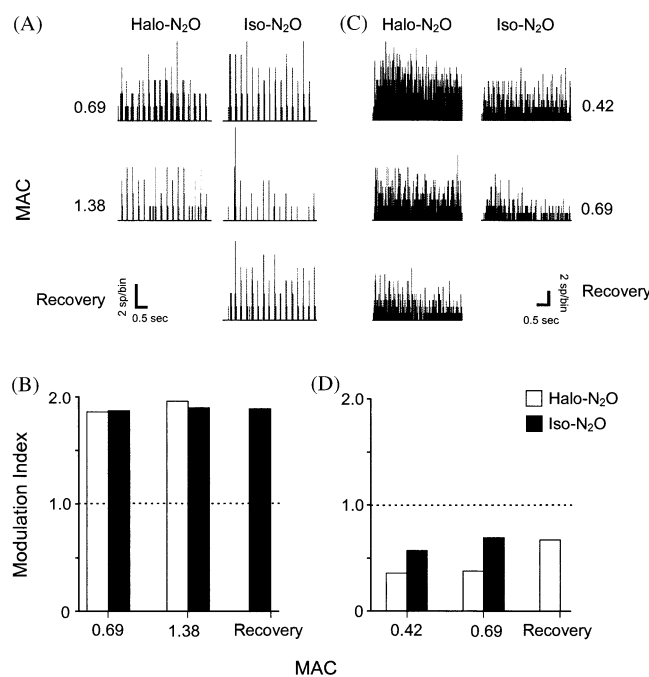 (A)
Halo-N₂O
Iso-N₂O
(C)
Halo-N₂O
Iso-N₂O
0.69
0.42
MAC
1.38
0.69
Recovery
2 sp/bin
0.5 sec
2 sp/bin
0.5 sec
Recovery
(B)
(D)
Modulation Index
2.0
1.0
0
0.69
1.38
Recovery
2.0
1.0
0
0.42
0.69
Recovery
Halo-N₂O
Iso-N₂O
MAC